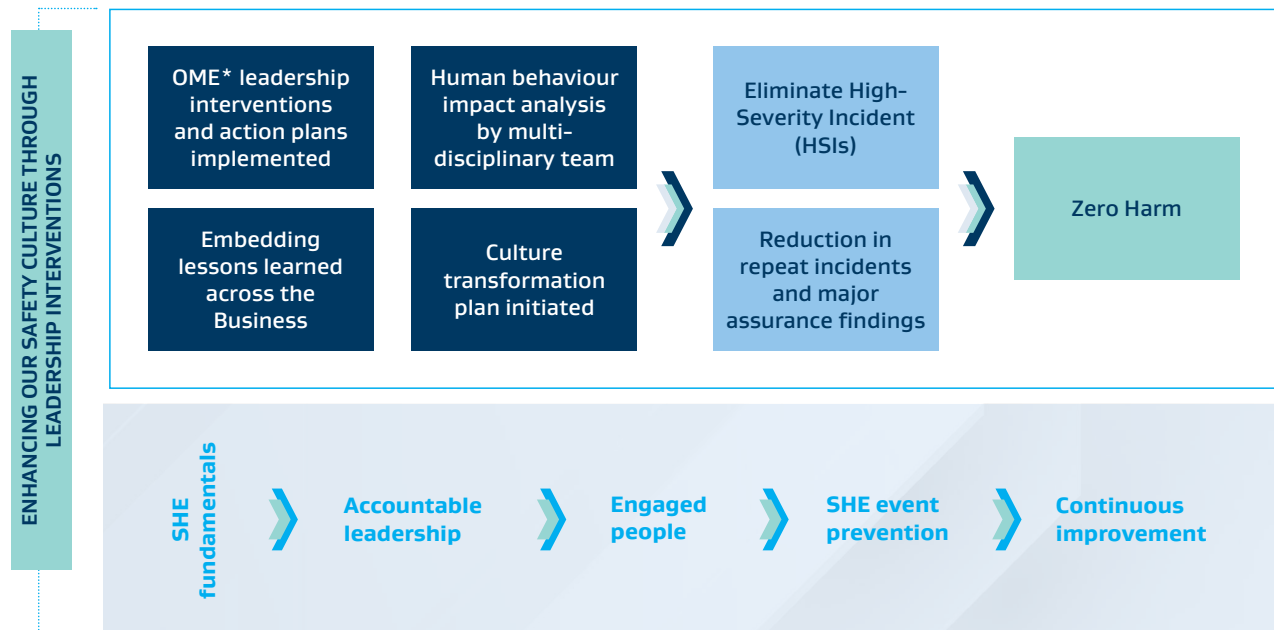 ENHANCING OUR SAFETY CULTURE THROUGH
LEADERSHIP INTERVENTIONS
OME* leadership
interventions
and action plans
implemented
Human behaviour
impact analysis
by multi-
disciplinary team
Embedding
lessons learned
across the
Business
Culture
transformation
plan initiated
Eliminate High-
Severity Incident
(HSIs)
Reduction in
repeat incidents
and major
assurance findings
Zero Harm
SHE
fundamentals
Accountable
leadership
Engaged
people
SHE event
prevention
Continuous
improvement